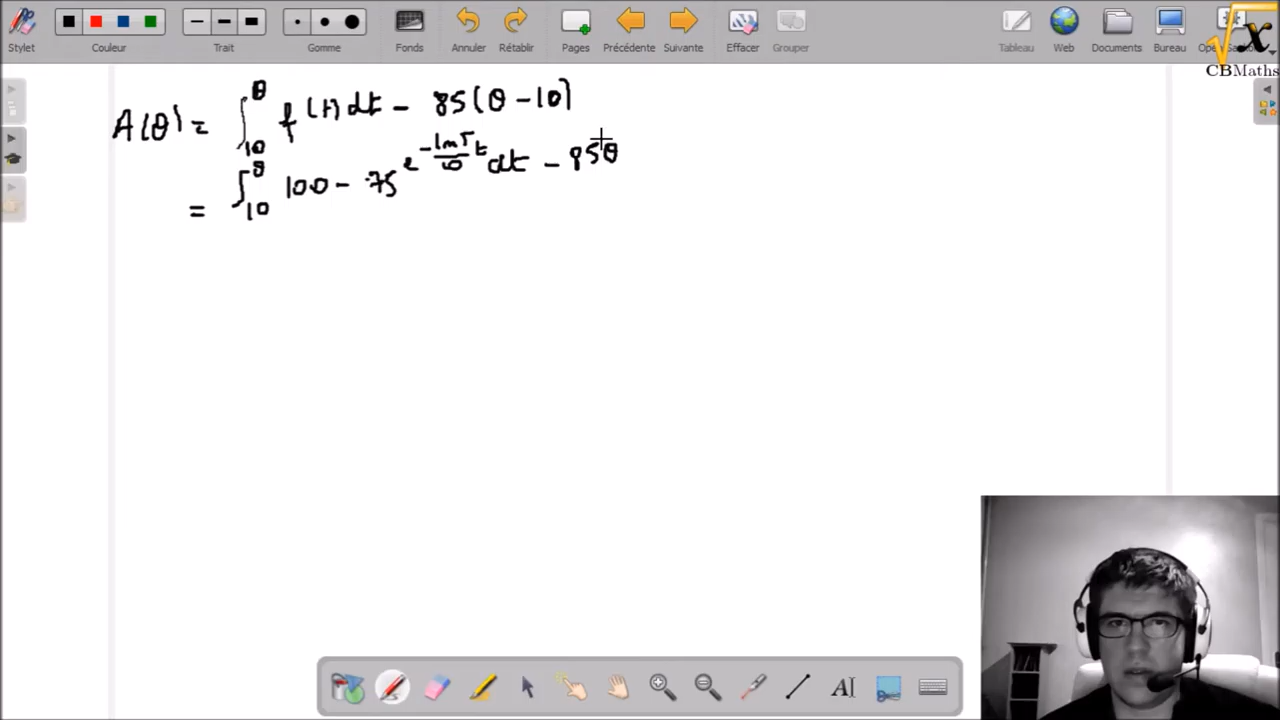 Stylet Couleur Trait Gomme Fonds Annuler Rétablir Pages Précédente Suivante Effacer Grouper Tableau Web Documents Bureau
x
CBMaths
A(θ) = ∫₁₀^θ f(t) dt - 85(θ - 10)
= ∫₁₀^θ 100 - 75 e^(-ln5/10 t) dt - 85θ
AI